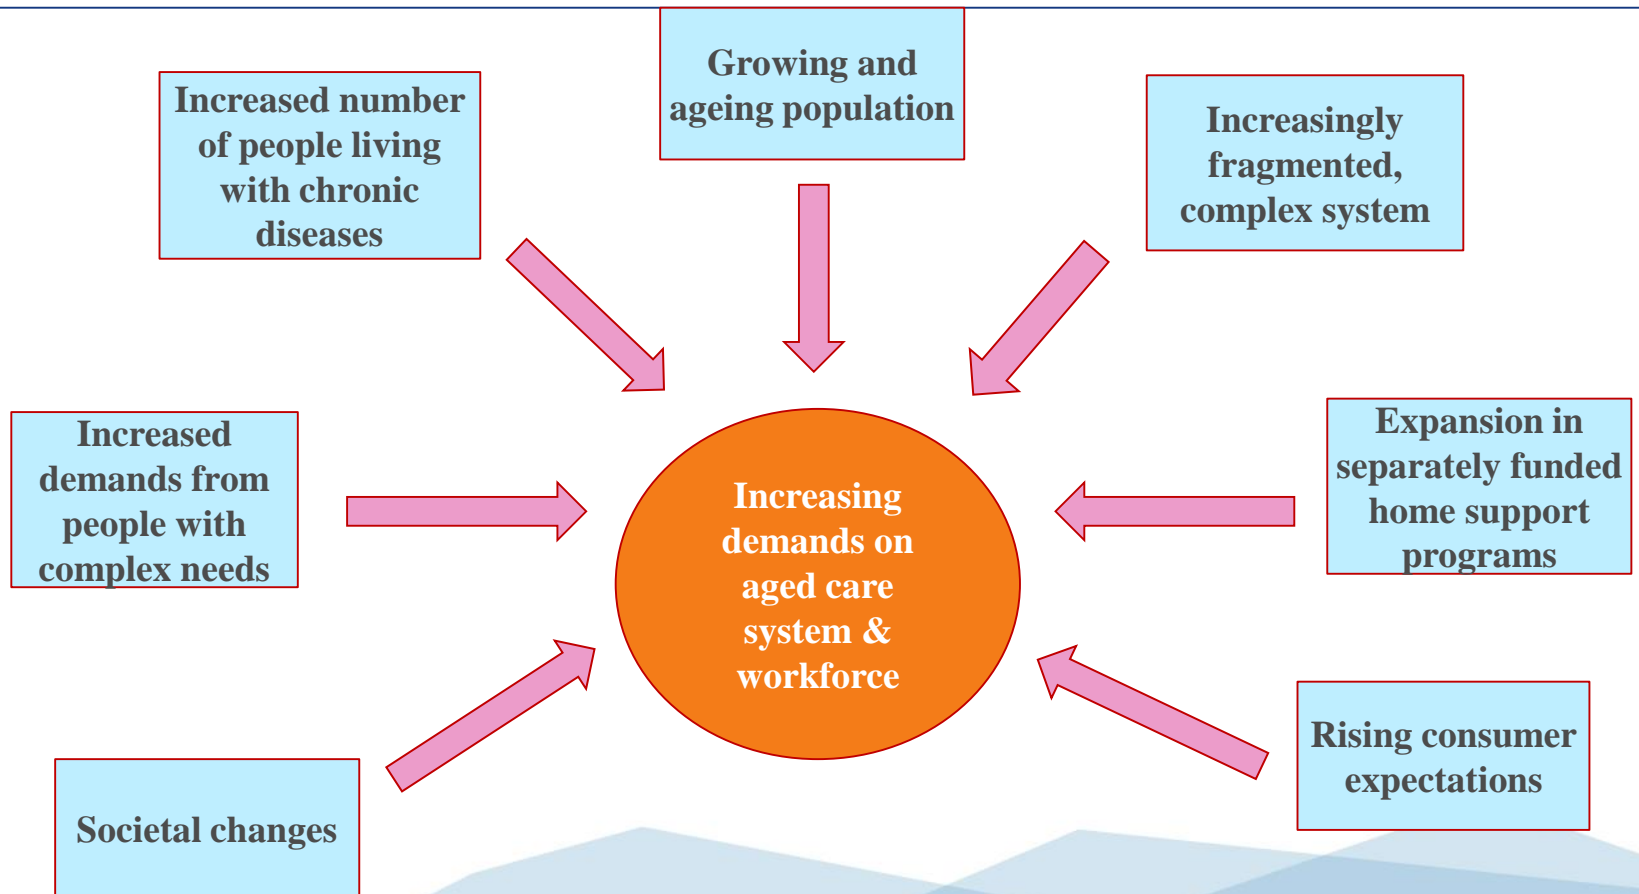 Growing and
ageing population
Increased number
of people living
with chronic
diseases
Increasingly
fragmented,
complex system
Increased
demands from
people with
complex needs
Expansion in
separately funded
home support
programs
Increasing
demands on
aged care
system &
workforce
Rising consumer
expectations
Societal changes